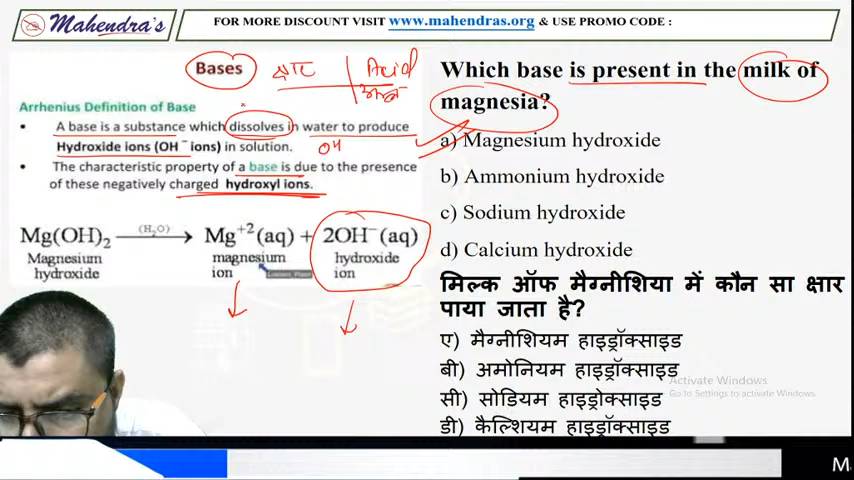 Mahendra's
FOR MORE DISCOUNT VISIT www.mahendras.org & USE PROMO CODE :
Bases
क्षार
Acid
अम्ल
Arrhenius Definition of Base
• A base is a substance which dissolves in water to produce
Hydroxide ions (OH⁻ ions) in solution.
OH
• The characteristic property of a base is due to the presence
of these negatively charged hydroxyl ions.
Mg(OH)₂ —(H₂O)→ Mg⁺²(aq) + 2OH⁻(aq)
Magnesium magnesium hydroxide
hydroxide ion ion
Which base is present in the milk of
magnesia?
a) Magnesium hydroxide
b) Ammonium hydroxide
c) Sodium hydroxide
d) Calcium hydroxide
मिल्क ऑफ मैग्नीशिया में कौन सा क्षार
पाया जाता है?
ए) मैग्नीशियम हाइड्रॉक्साइड
बी) अमोनियम हाइड्रॉक्साइड
सी) सोडियम हाइड्रोक्साइड
डी) कैल्शियम हाइड्रॉक्साइड
Activate Windows
Go to Settings to activate Windows.
M